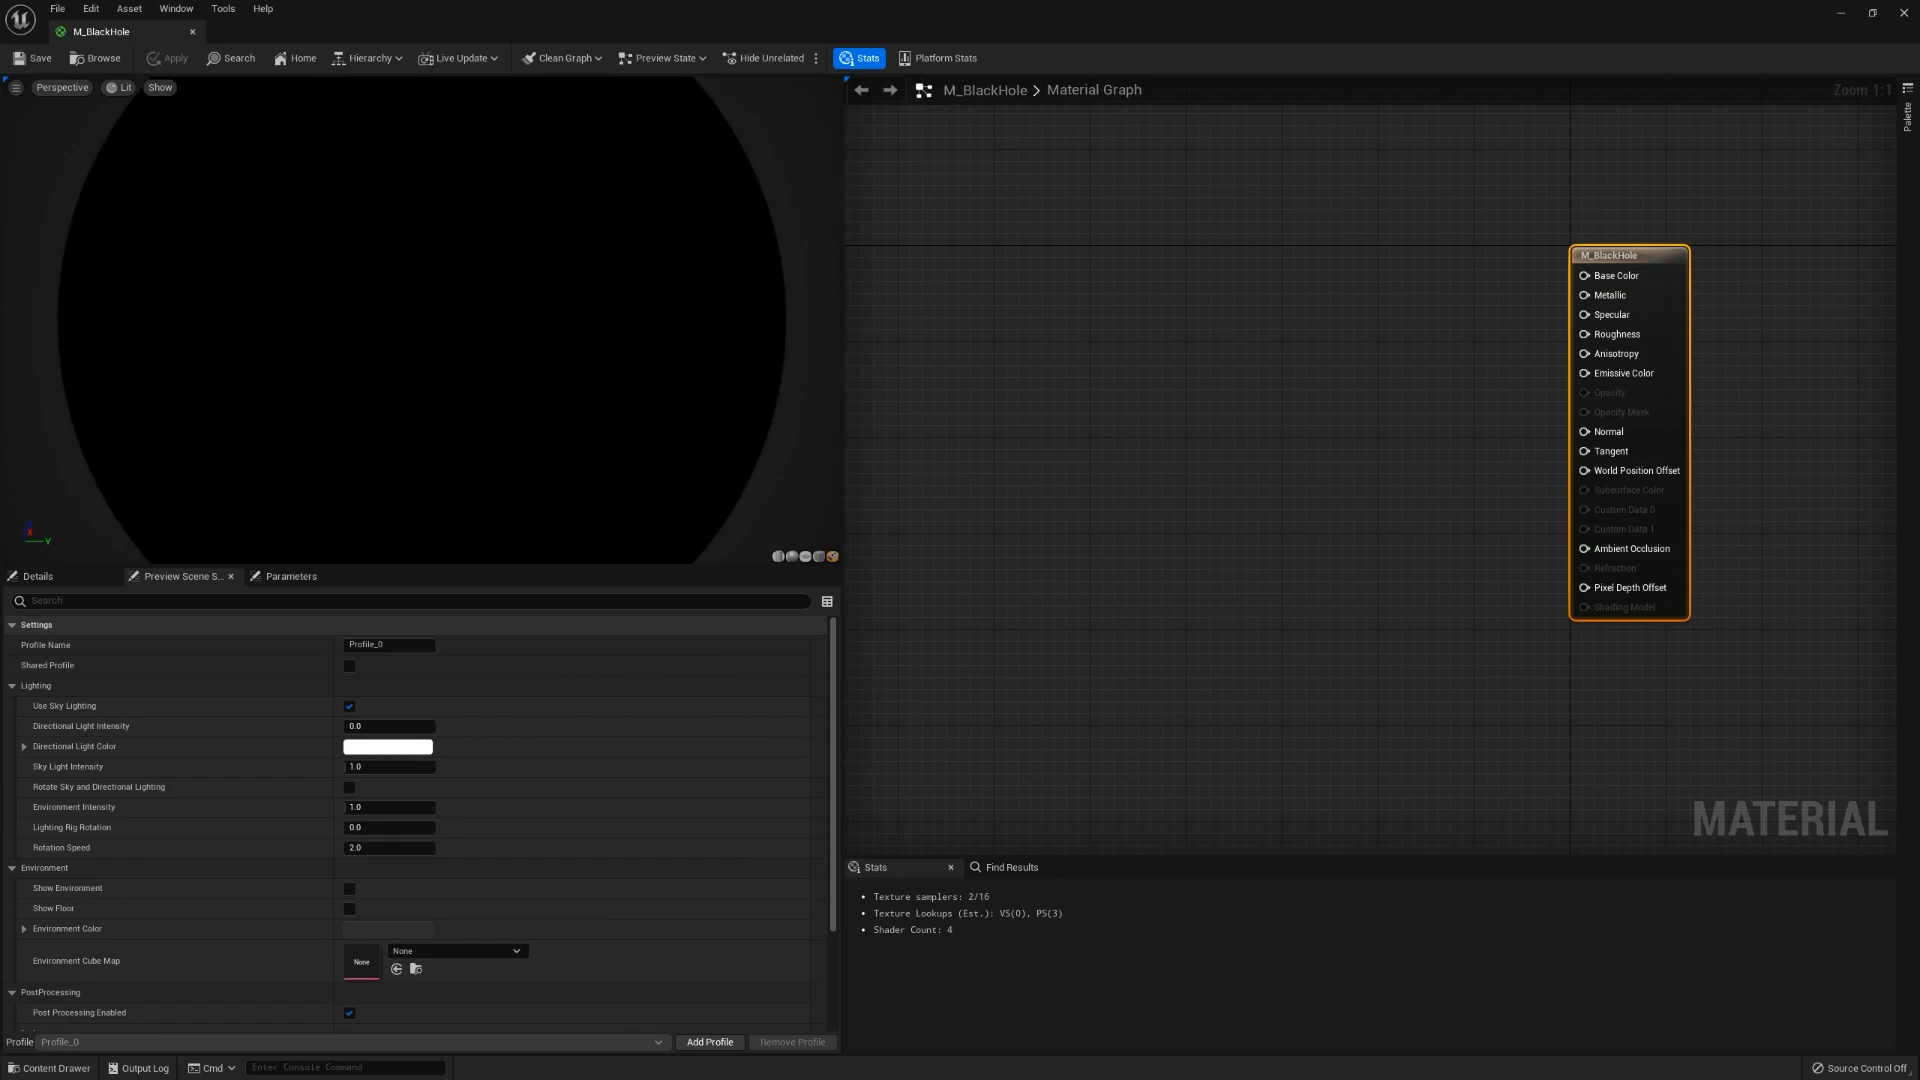 File Edit Asset Window Tools Help
M_BlackHole
Save Browse Apply Search Home Hierarchy Live Update Clean Graph Preview State Hide Unrelated Stats Platform Stats
Perspective Lit Show
M_BlackHole > Material Graph
Zoom 1:1
Palette
M_BlackHole
Base Color
Metallic
Specular
Roughness
Anisotropy
Emissive Color
Opacity
Opacity Mask
Normal
Tangent
World Position Offset
Subsurface Color
Custom Data 0
Custom Data 1
Ambient Occlusion
Refraction
Pixel Depth Offset
Shading Model
MATERIAL
X
Y
Details Preview Scene S... Parameters
Search
Settings
Profile Name Profile_0
Shared Profile
Lighting
Use Sky Lighting
Directional Light Intensity 0.0
Directional Light Color
Sky Light Intensity 1.0
Rotate Sky and Directional Lighting
Environment Intensity 1.0
Lighting Rig Rotation 0.0
Rotation Speed 2.0
Environment
Show Environment
Show Floor
Environment Color
Environment Cube Map None None
PostProcessing
Post Processing Enabled
Profile Profile_0 Add Profile Remove Profile
Stats Find Results
Texture samplers: 2/16
Texture Lookups (Est.): VS(0), PS(3)
Shader Count: 4
Content Drawer Output Log Cmd Enter Console Command Source Control Off